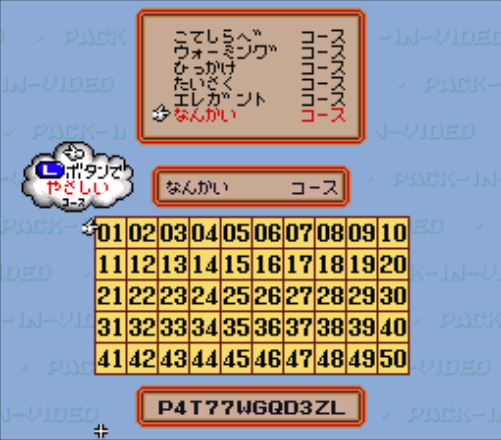 こてしらべ コース
ウォーミング コース
ひっかけ コース
たいさく コース
エレガント コース
なんかい コース
Lボタンで
やさしい
コース
なんかい コース
01 02 03 04 05 06 07 08 09 10
11 12 13 14 15 16 17 18 19 20
21 22 23 24 25 26 27 28 29 30
31 32 33 34 35 36 37 38 39 40
41 42 43 44 45 46 47 48 49 50
P4T77WGQD3ZL
PACK-IN-VIDEO